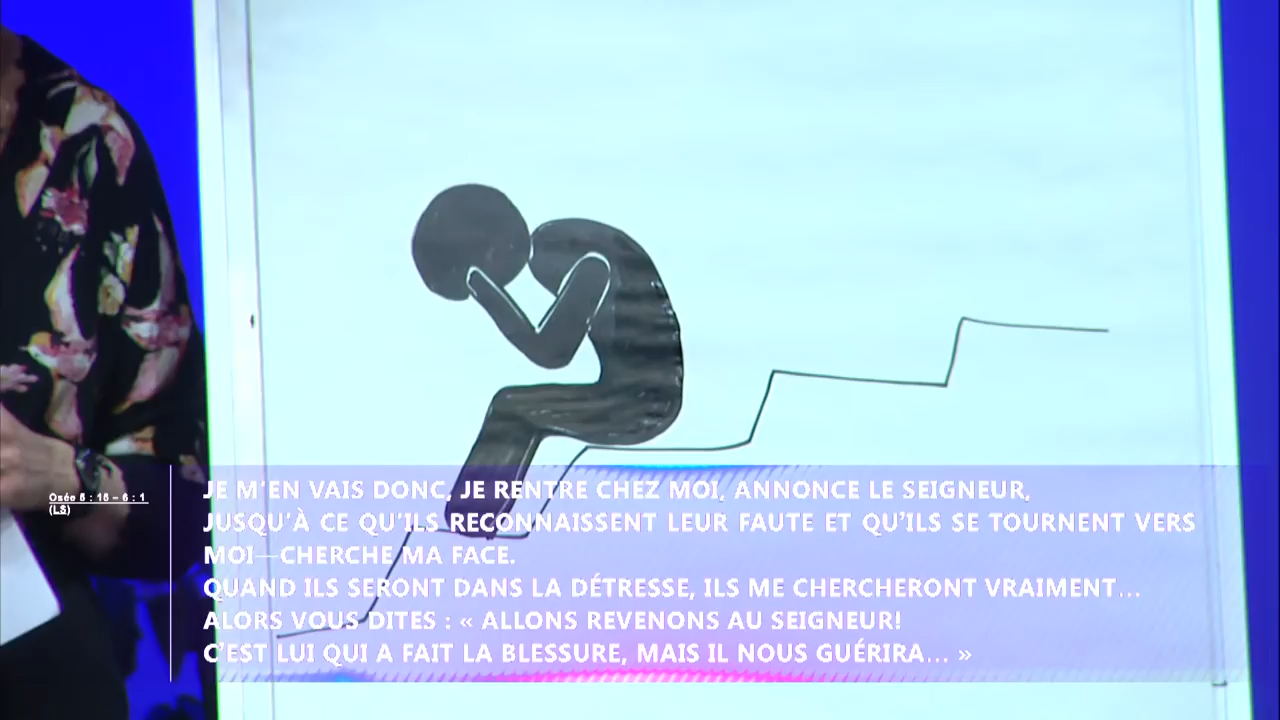 Osée 5 : 15 – 6 : 1
(LS)
JE M'EN VAIS DONC, JE RENTRE CHEZ MOI, ANNONCE LE SEIGNEUR,
JUSQU'À CE QU'ILS RECONNAISSENT LEUR FAUTE ET QU'ILS SE TOURNENT VERS
MOI—CHERCHE MA FACE.
QUAND ILS SERONT DANS LA DÉTRESSE, ILS ME CHERCHERONT VRAIMENT...
ALORS VOUS DITES : « ALLONS REVENONS AU SEIGNEUR!
C'EST LUI QUI A FAIT LA BLESSURE, MAIS IL NOUS GUÉRIRA... »